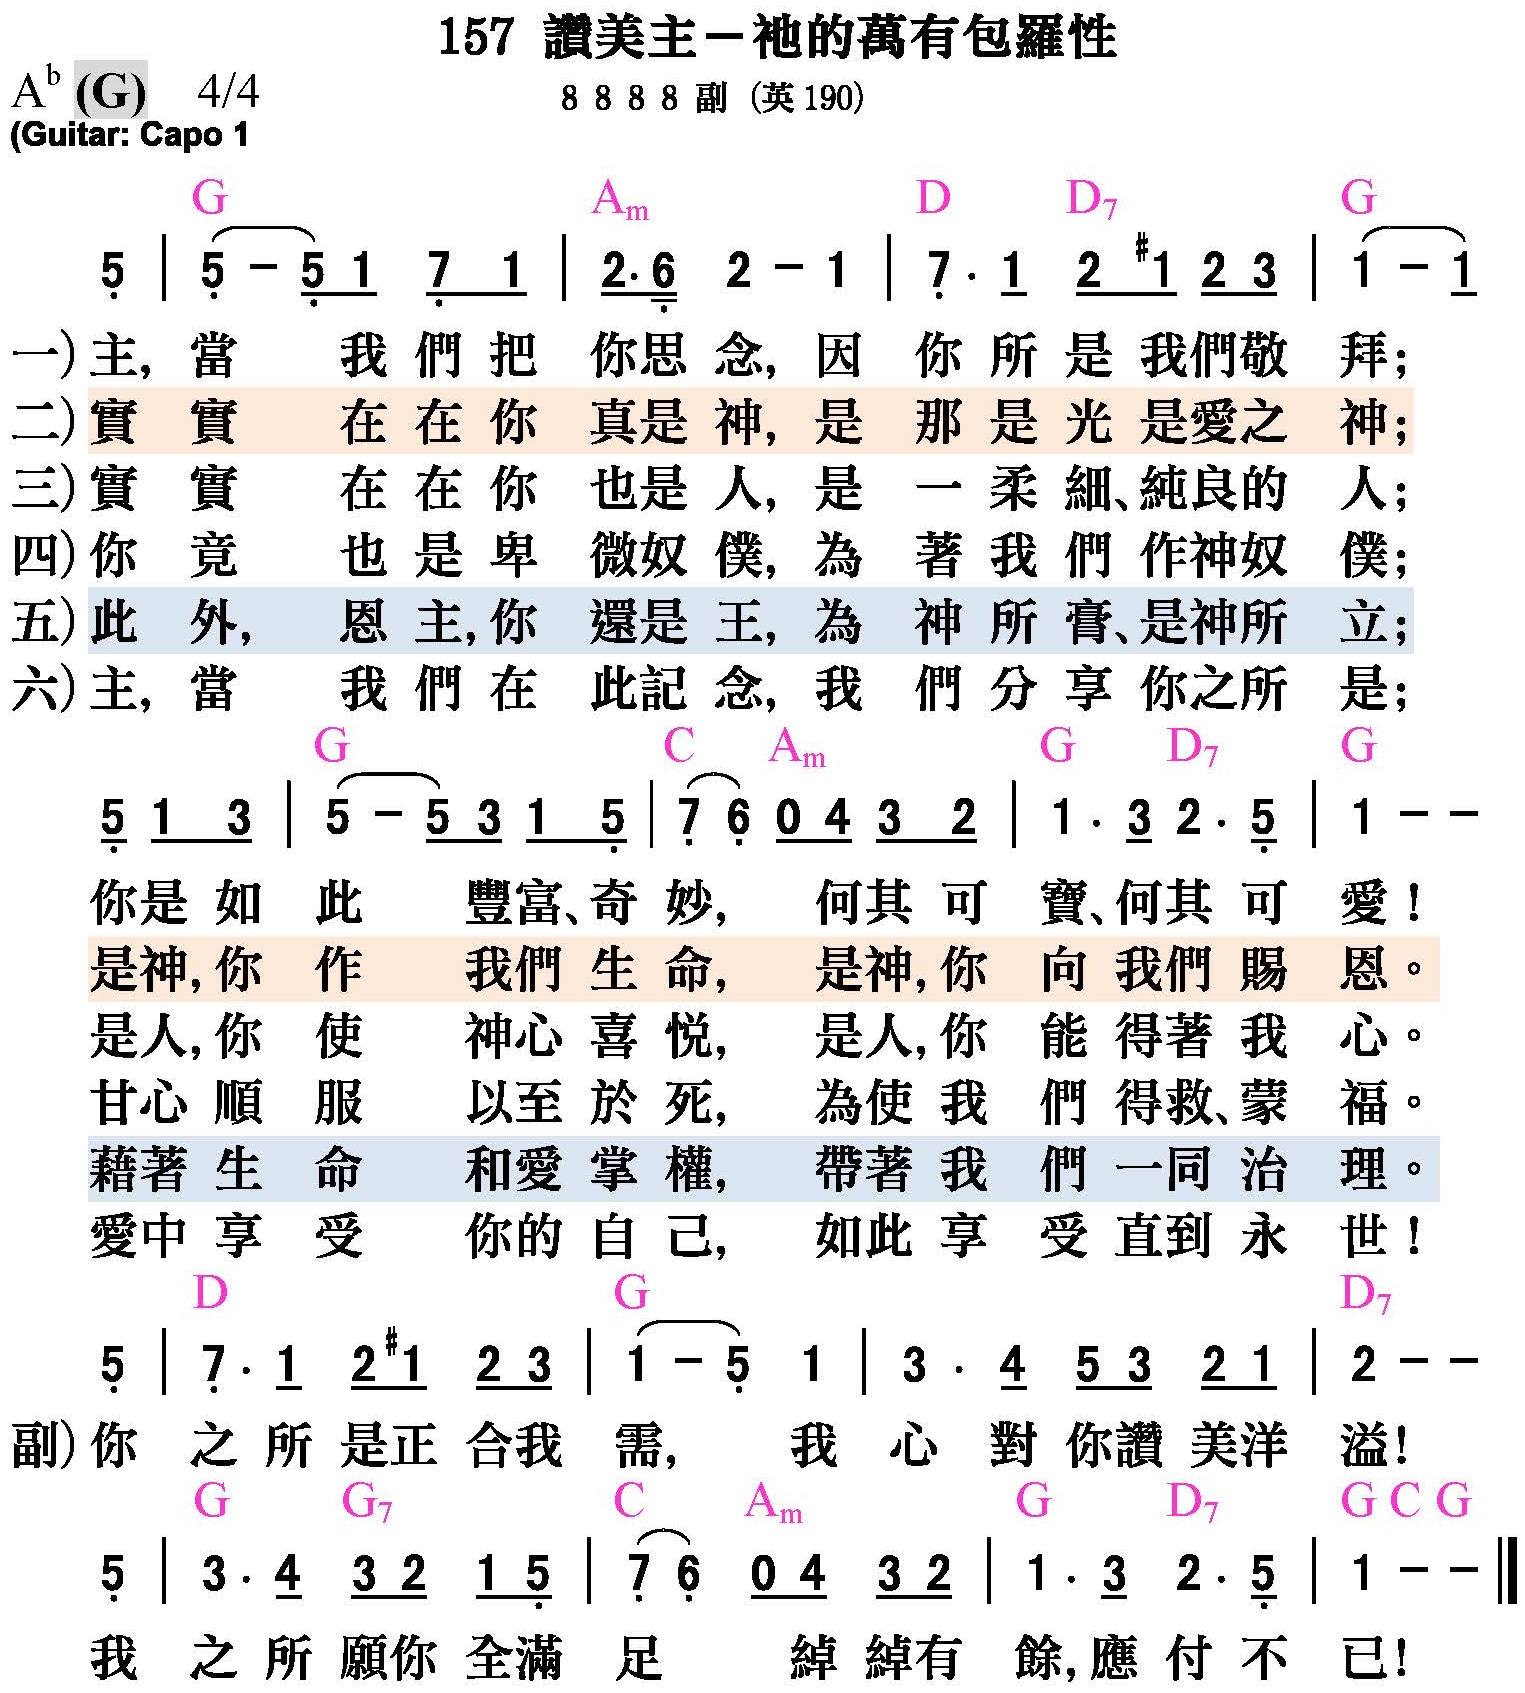 157 讚美主－祂的萬有包羅性
A♭ (G) 4/4
8 8 8 8 副 (英190)
(Guitar: Capo 1
G Am D D7 G
5 | 5 - 5 1 7 1 | 2· 6 2 - 1 | 7 · 1 2 #1 2 3 | 1 - 1
一) 主, 當 我 們 把 你思 念, 因 你 所 是 我們敬 拜;
二) 實 實 在 在 你 真是 神, 是 那 是 光 是愛之 神;
三) 實 實 在 在 你 也是 人, 是 一 柔 細、純良的 人;
四) 你 竟 也 是 卑 微奴 僕, 為 著 我 們 作神奴 僕;
五) 此 外, 恩 主, 你 還是 王, 為 神 所 膏、是神所 立;
六) 主, 當 我 們 在 此記 念, 我 們 分 享 你之所 是;
G C Am G D7 G
5 1 3 | 5 - 5 3 1 5 | 7 6 0 4 3 2 | 1 · 3 2 · 5 | 1 - -
你是 如 此 豐富、奇 妙, 何其 可 寶、何其 可 愛!
是神, 你 作 我們 生 命, 是神, 你 向 我們 賜 恩。
是人, 你 使 神心 喜 悅, 是人, 你 能 得著 我 心。
甘心 順 服 以至 於 死, 為使 我 們 得救、蒙 福。
藉著 生 命 和愛 掌 權, 帶著 我 們 一同 治 理。
愛中 享 受 你的 自 己, 如此 享 受 直到 永 世!
D G D7
5 | 7 · 1 2 #1 2 3 | 1 - 5 1 | 3 · 4 5 3 2 1 | 2 - -
副) 你 之 所 是正 合我 需, 我 心 對 你讚 美洋 溢!
G G7 C Am G D7 G C G
5 | 3 · 4 3 2 1 5 | 7 6 0 4 3 2 | 1 · 3 2 · 5 | 1 - -
我 之 所 願你 全滿 足 綽 綽有 餘, 應 付 不 已!